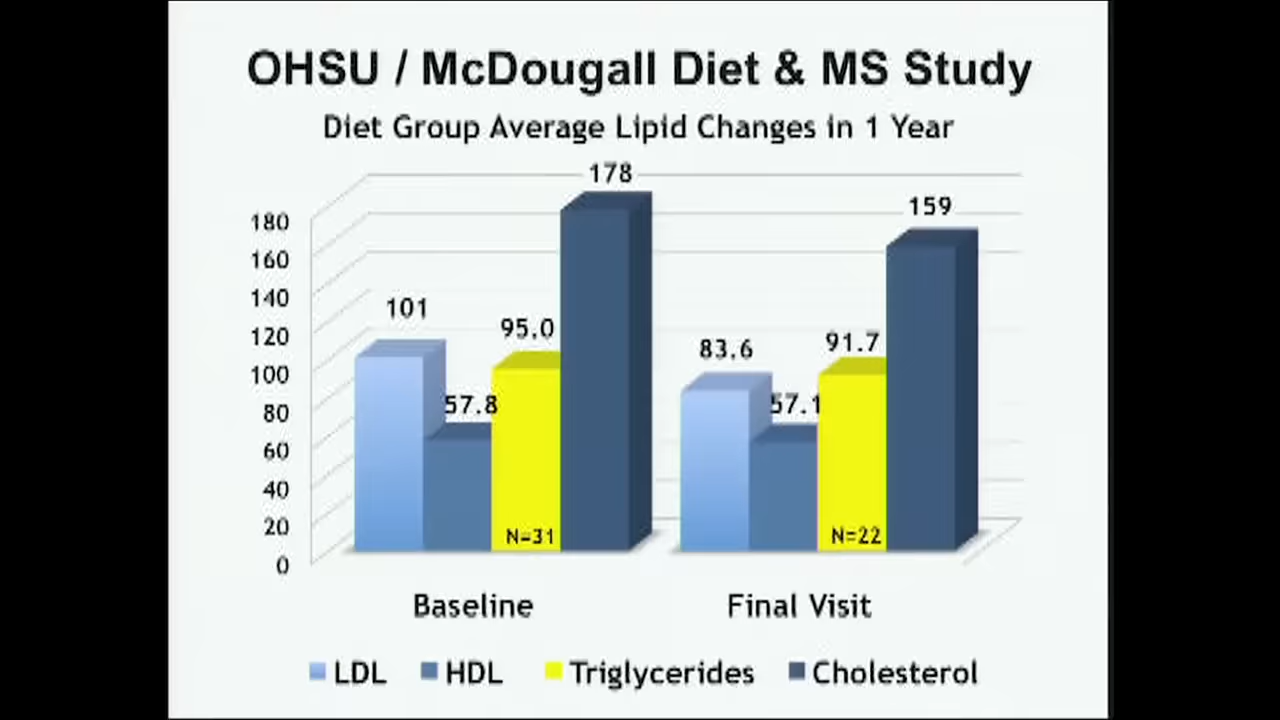 OHSU / McDougall Diet & MS Study
Diet Group Average Lipid Changes in 1 Year
180
160
140
120
100
80
60
40
20
0
101
57.8
95.0
178
N=31
83.6
57.1
91.7
159
N=22
Baseline
Final Visit
LDL HDL Triglycerides Cholesterol